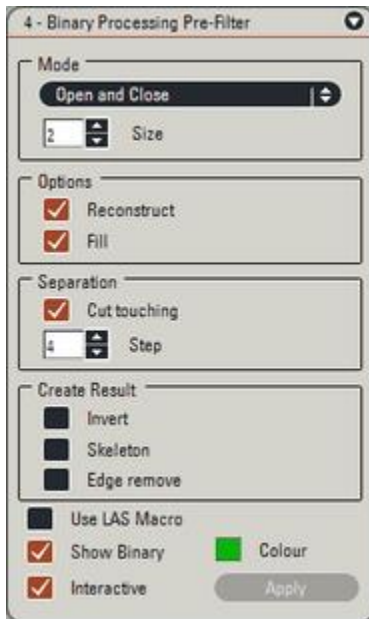 4 - Binary Processing Pre-Filter
Mode
Open and Close
2 Size
Options
Reconstruct
Fill
Separation
Cut touching
4 Step
Create Result
Invert
Skeleton
Edge remove
Use LAS Macro
Show Binary Colour
Interactive Apply